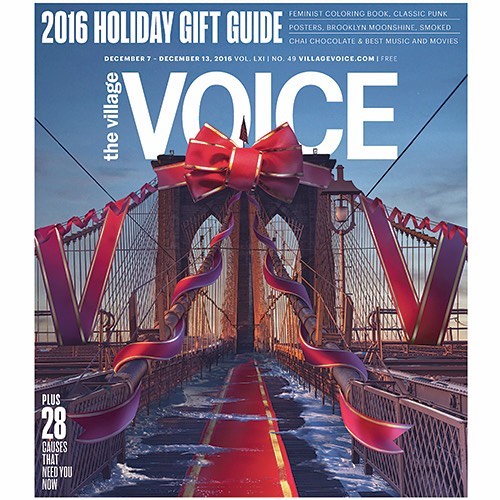 2016 HOLIDAY GIFT GUIDE
FEMINIST COLORING BOOK, CLASSIC PUNK
POSTERS, BROOKLYN MOONSHINE, SMOKED
CHAI CHOCOLATE & BEST MUSIC AND MOVIES
DECEMBER 7 – DECEMBER 13, 2016 VOL. LXI | NO. 49 VILLAGEVOICE.COM | FREE
the village
VOICE
PLUS
28
CAUSES
THAT
NEED YOU
NOW